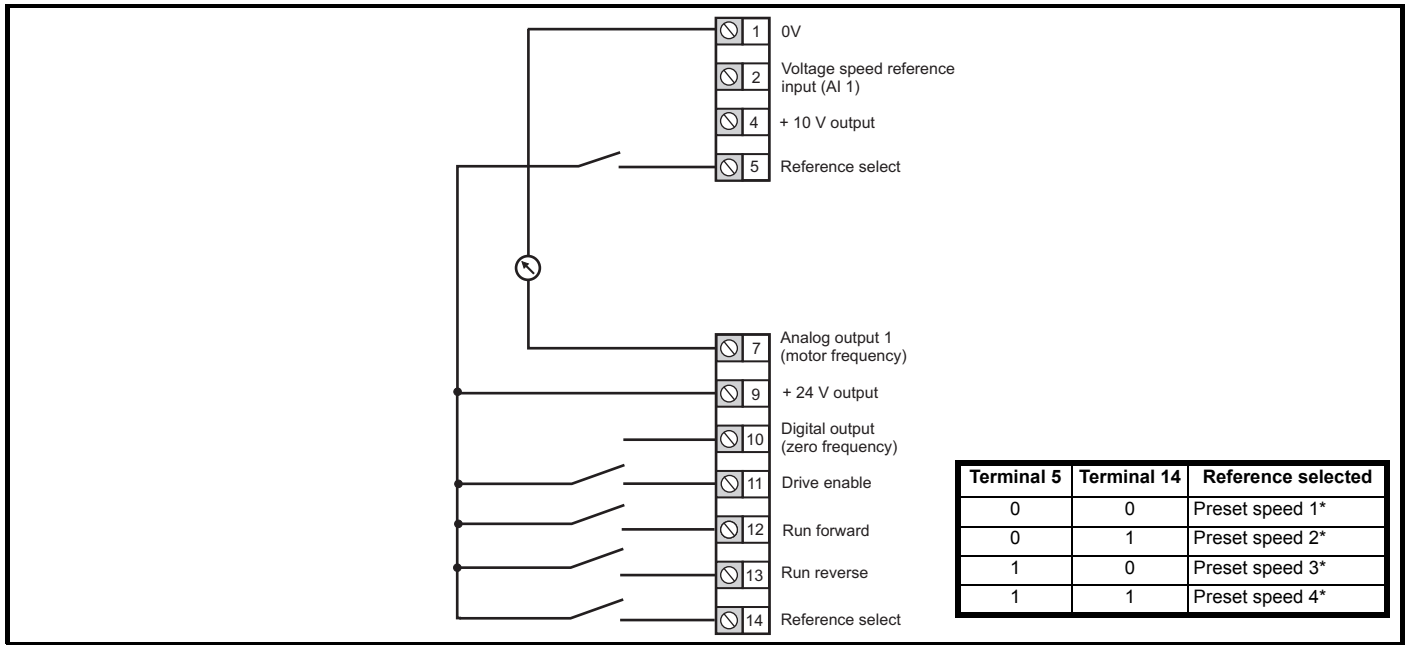 1 0V
2 Voltage speed reference
input (AI 1)
4 + 10 V output
5 Reference select
7 Analog output 1
(motor frequency)
9 + 24 V output
10 Digital output
(zero frequency)
11 Drive enable
12 Run forward
13 Run reverse
14 Reference select
Terminal 5 Terminal 14 Reference selected
0 0 Preset speed 1*
0 1 Preset speed 2*
1 0 Preset speed 3*
1 1 Preset speed 4*